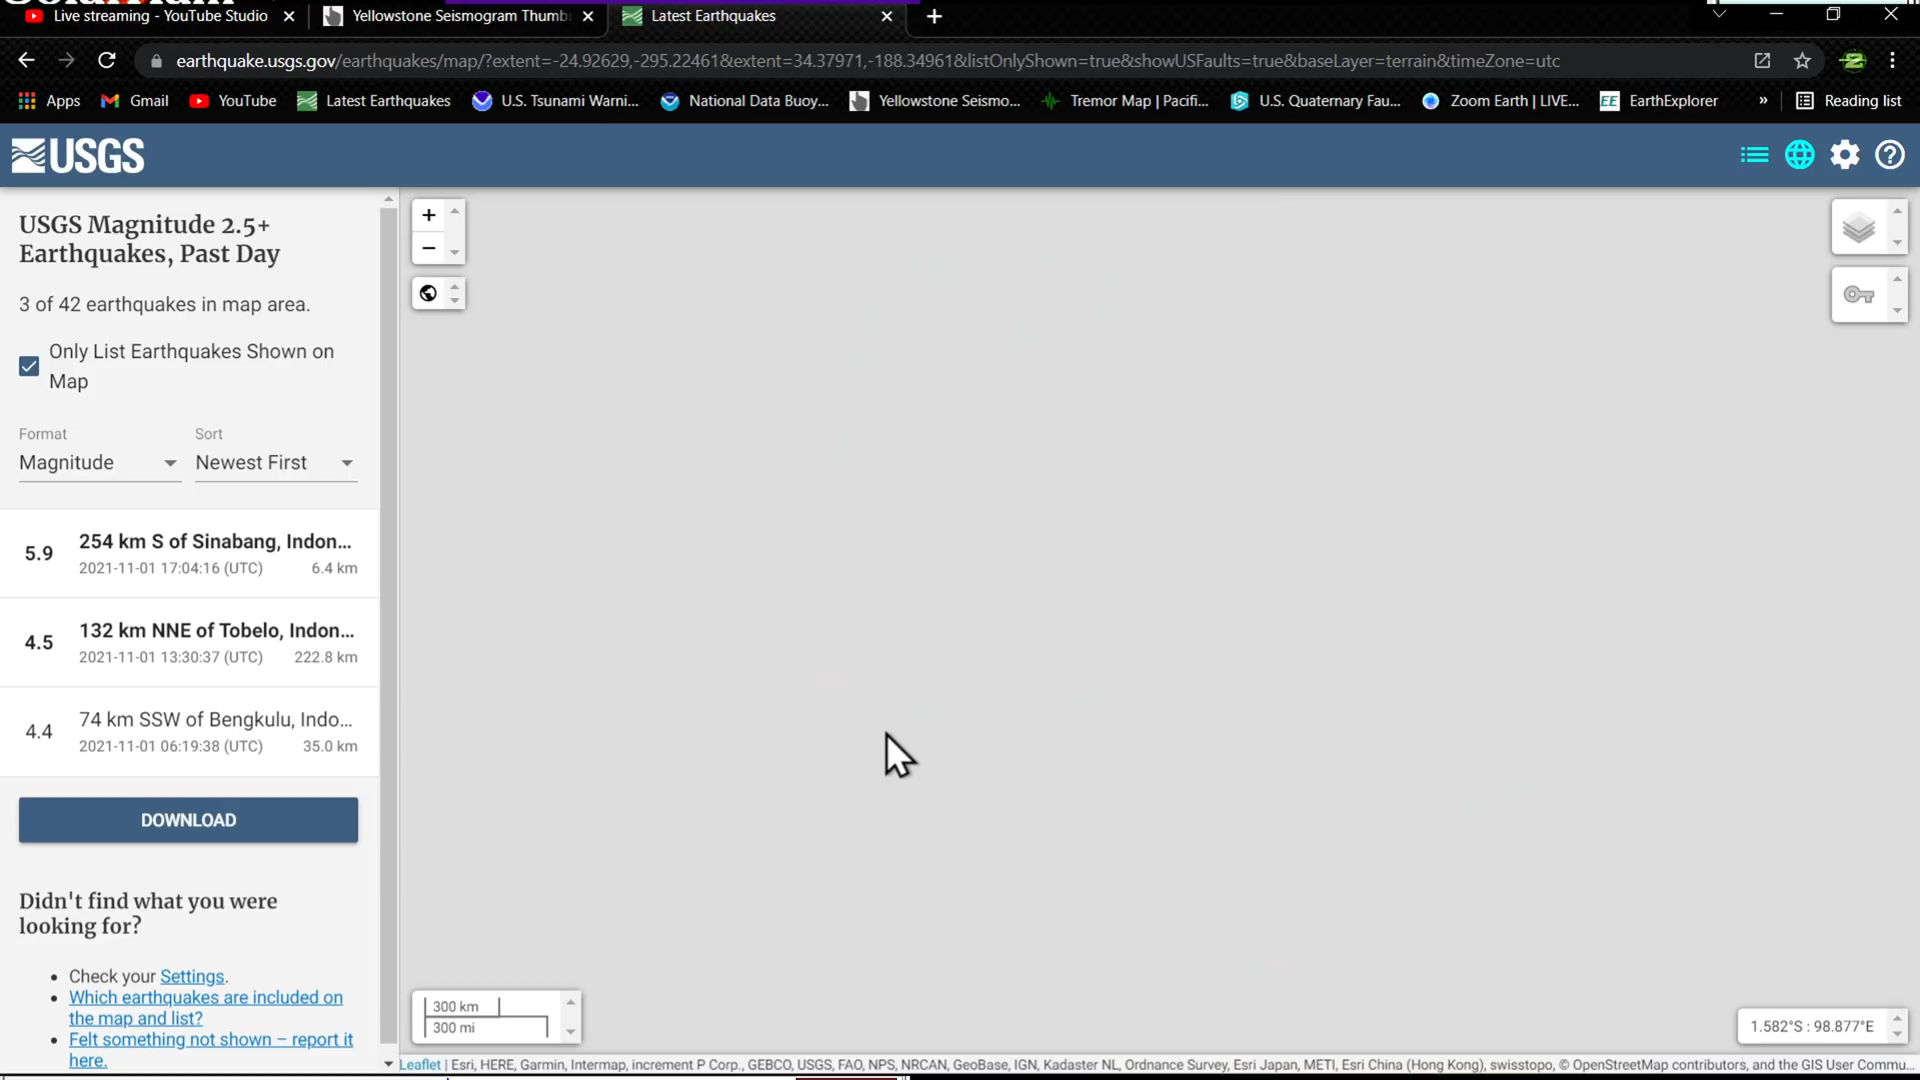 Live streaming - YouTube Studio
Yellowstone Seismogram Thumb
Latest Earthquakes
earthquake.usgs.gov/earthquakes/map/?extent=-24.92629,-295.22461&extent=34.37971,-188.34961&listOnlyShown=true&showUSFaults=true&baseLayer=terrain&timeZone=utc
Apps
Gmail
YouTube
Latest Earthquakes
U.S. Tsunami Warni...
National Data Buoy...
Yellowstone Seismo...
Tremor Map | Pacifi...
U.S. Quaternary Fau...
Zoom Earth | LIVE...
EE EarthExplorer
»
Reading list
USGS
USGS Magnitude 2.5+
Earthquakes, Past Day
3 of 42 earthquakes in map area.
Only List Earthquakes Shown on
Map
Format
Sort
Magnitude
Newest First
5.9
254 km S of Sinabang, Indon...
2021-11-01 17:04:16 (UTC) 6.4 km
4.5
132 km NNE of Tobelo, Indon...
2021-11-01 13:30:37 (UTC) 222.8 km
4.4
74 km SSW of Bengkulu, Indo...
2021-11-01 06:19:38 (UTC) 35.0 km
DOWNLOAD
Didn't find what you were
looking for?
• Check your Settings.
• Which earthquakes are included on
the map and list?
• Felt something not shown – report it
here.
+
−
300 km
300 mi
1.582°S : 98.877°E
Leaflet | Esri, HERE, Garmin, Intermap, increment P Corp., GEBCO, USGS, FAO, NPS, NRCAN, GeoBase, IGN, Kadaster NL, Ordnance Survey, Esri Japan, METI, Esri China (Hong Kong), swisstopo, © OpenStreetMap contributors, and the GIS User Commu...